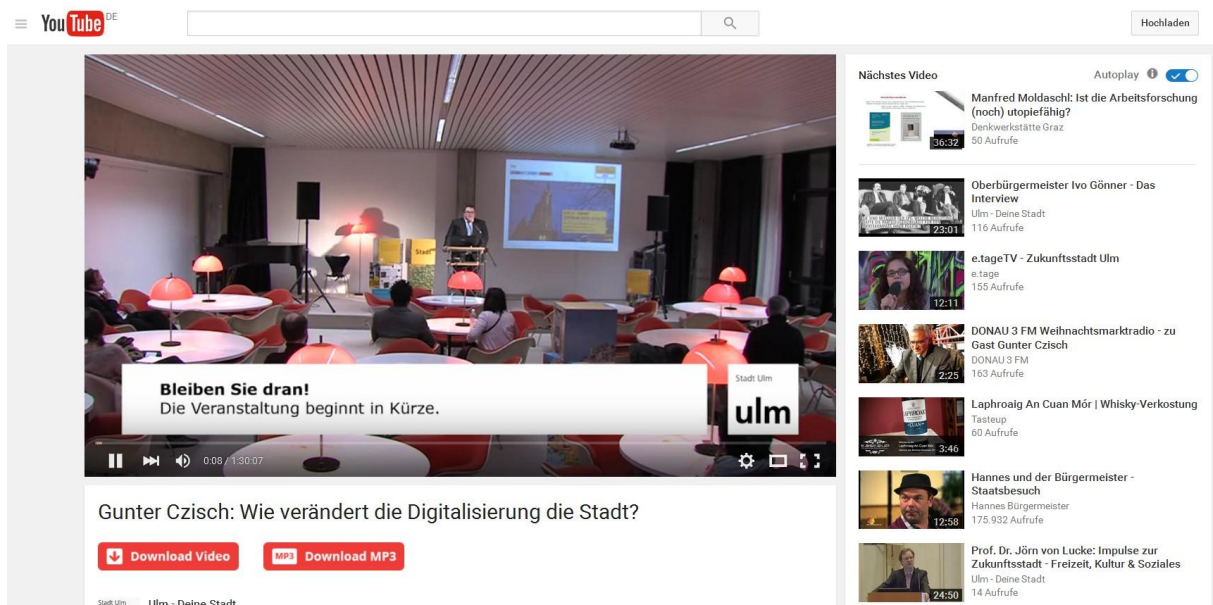 YouTube DE
Hochladen
Stadt
Bleiben Sie dran!
Die Veranstaltung beginnt in Kürze.
Stadt Ulm
ulm
0:08 / 1:30:07
Gunter Czisch: Wie verändert die Digitalisierung die Stadt?
Download Video
MP3 Download MP3
Stadt Ulm
Ulm - Deine Stadt
Nächstes Video
Autoplay
36:32
Manfred Moldaschl: Ist die Arbeitsforschung
(noch) utopiefähig?
Denkwerkstätte Graz
50 Aufrufe
23:01
Oberbürgermeister Ivo Gönner - Das
Interview
Ulm - Deine Stadt
116 Aufrufe
12:11
e.tageTV - Zukunftsstadt Ulm
e.tage
155 Aufrufe
2:25
DONAU 3 FM Weihnachtsmarktradio - zu
Gast Gunter Czisch
DONAU 3 FM
163 Aufrufe
3:46
Laphroaig An Cuan Mór | Whisky-Verkostung
Tasteup
60 Aufrufe
12:58
Hannes und der Bürgermeister -
Staatsbesuch
Hannes Bürgermeister
175.932 Aufrufe
24:50
Prof. Dr. Jörn von Lucke: Impulse zur
Zukunftsstadt - Freizeit, Kultur & Soziales
Ulm - Deine Stadt
14 Aufrufe